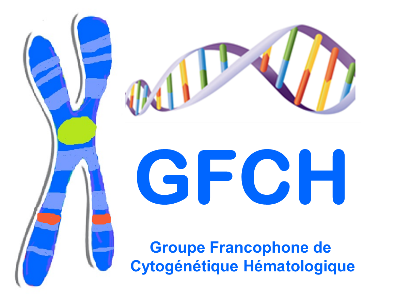 GFCH
Groupe Francophone de
Cytogénétique Hématologique